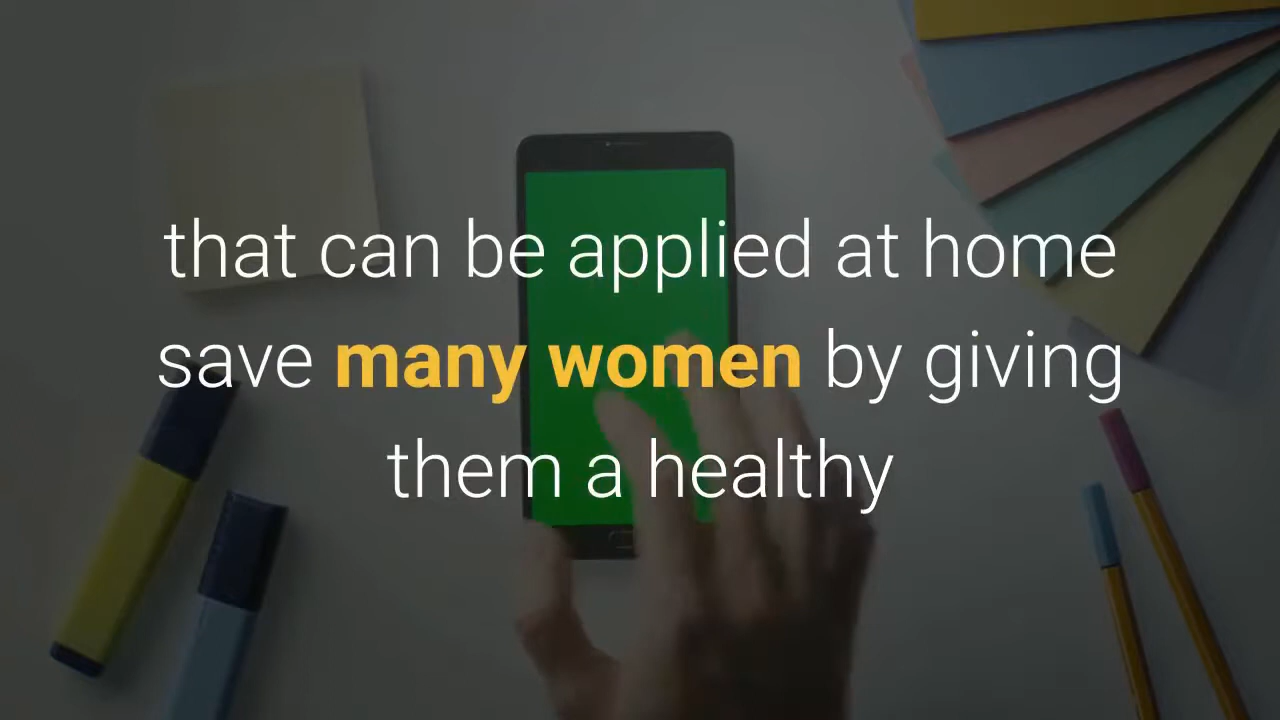 that can be applied at home
save many women by giving
them a healthy